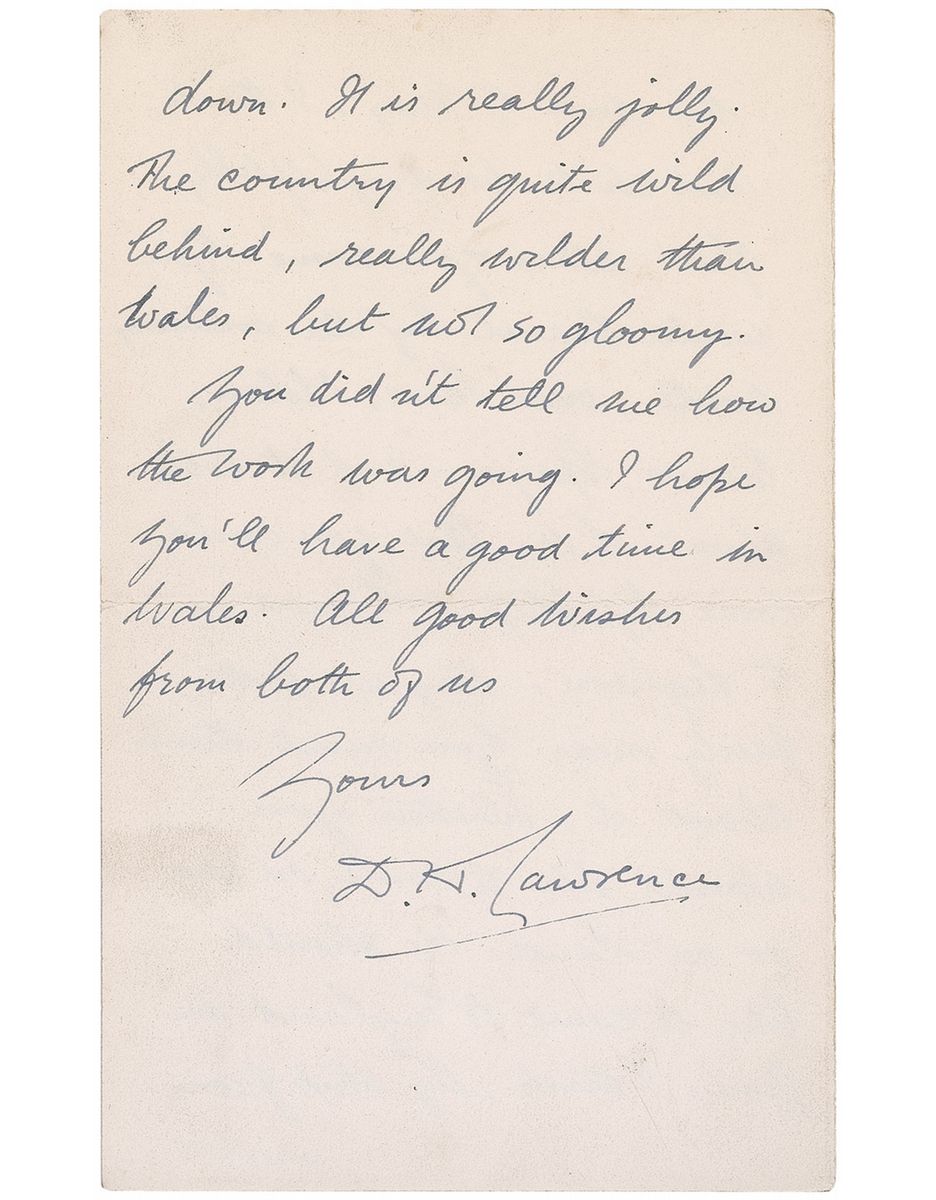 down. It is really jolly.
The country is quite wild
behind, really wilder than
Wales, but not so gloomy.
You didn't tell me how
the work was going. I hope
you'll have a good time in
Wales. All good wishes
from both of us
Yours
D. H. Lawrence